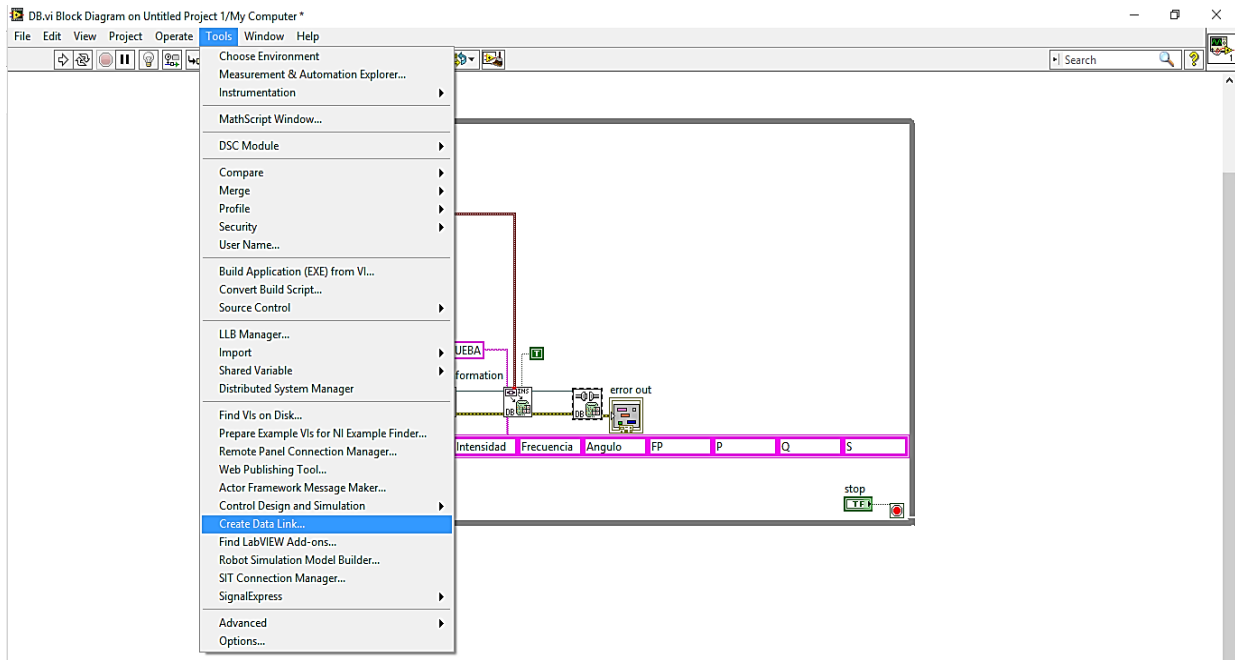 DB.vi Block Diagram on Untitled Project 1/My Computer *
File Edit View Project Operate Tools Window Help
Search
1
Choose Environment
Measurement & Automation Explorer...
Instrumentation
MathScript Window...
DSC Module
Compare
Merge
Profile
Security
User Name...
Build Application (EXE) from VI...
Convert Build Script...
Source Control
LLB Manager...
Import
Shared Variable
Distributed System Manager
Find VIs on Disk...
Prepare Example VIs for NI Example Finder...
Remote Panel Connection Manager...
Web Publishing Tool...
Actor Framework Message Maker...
Control Design and Simulation
Create Data Link...
Find LabVIEW Add-ons...
Robot Simulation Model Builder...
SIT Connection Manager...
SignalExpress
Advanced
Options...
UEBA
T
formation
INS
DB
DB
error out
Intensidad Frecuencia Angulo FP P Q S
stop
TF